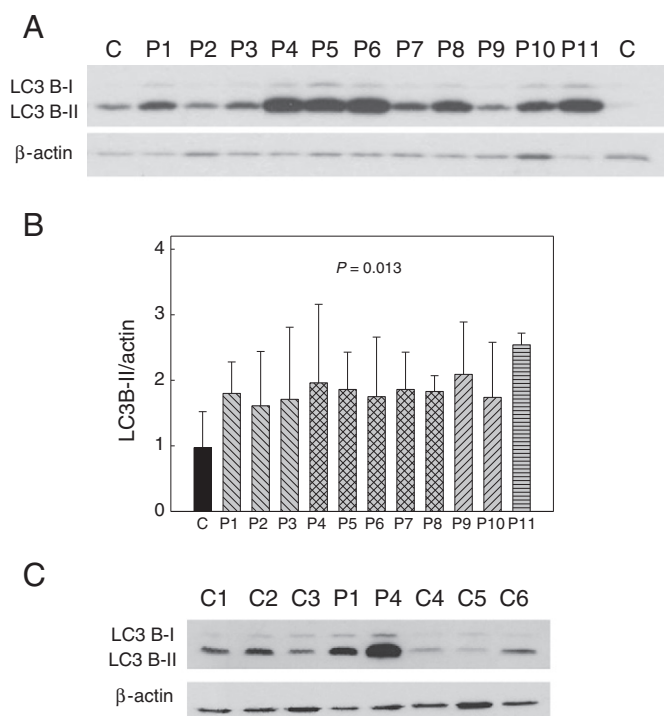 A
C P1 P2 P3 P4 P5 P6 P7 P8 P9 P10 P11 C
LC3 B-I
LC3 B-II
β-actin
B
4
P = 0.013
3
LC3B-II/actin
2
1
0
C P1 P2 P3 P4 P5 P6 P7 P8 P9 P10 P11
C
C1 C2 C3 P1 P4 C4 C5 C6
LC3 B-I
LC3 B-II
β-actin